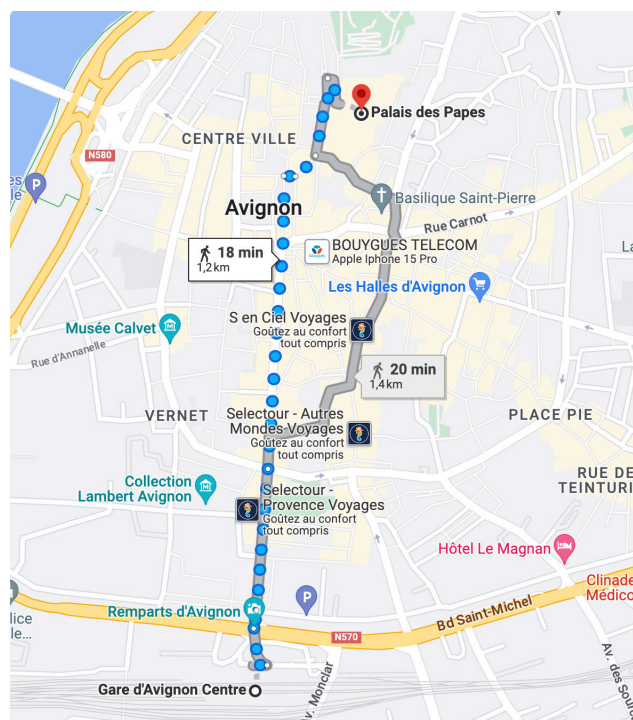 Palais des Papes
CENTRE VILLE
N580
P
Basilique Saint-Pierre
Avignon
Rue Carnot
18 min
1,2 km
BOUYGUES TELECOM
Apple Iphone 15 Pro
La
Les Halles d'Avignon
S en Ciel Voyages
Goûtez au confort
tout compris
Musée Calvet
Rue d'Annanelle
20 min
1,4 km
VERNET
Selectour - Autres
Mondes Voyages
Goûtez au confort
tout compris
PLACE PIE
Collection
Lambert Avignon
RUE DE
TEINTURI
Selectour -
Provence Voyages
Goûtez au confort
tout compris
Hôtel Le Magnan
Clinade
Médico
P
Remparts d'Avignon
Bd Saint-Michel
lice
le...
N570
Gare d'Avignon Centre
v. Monclar
Av. des Sourc